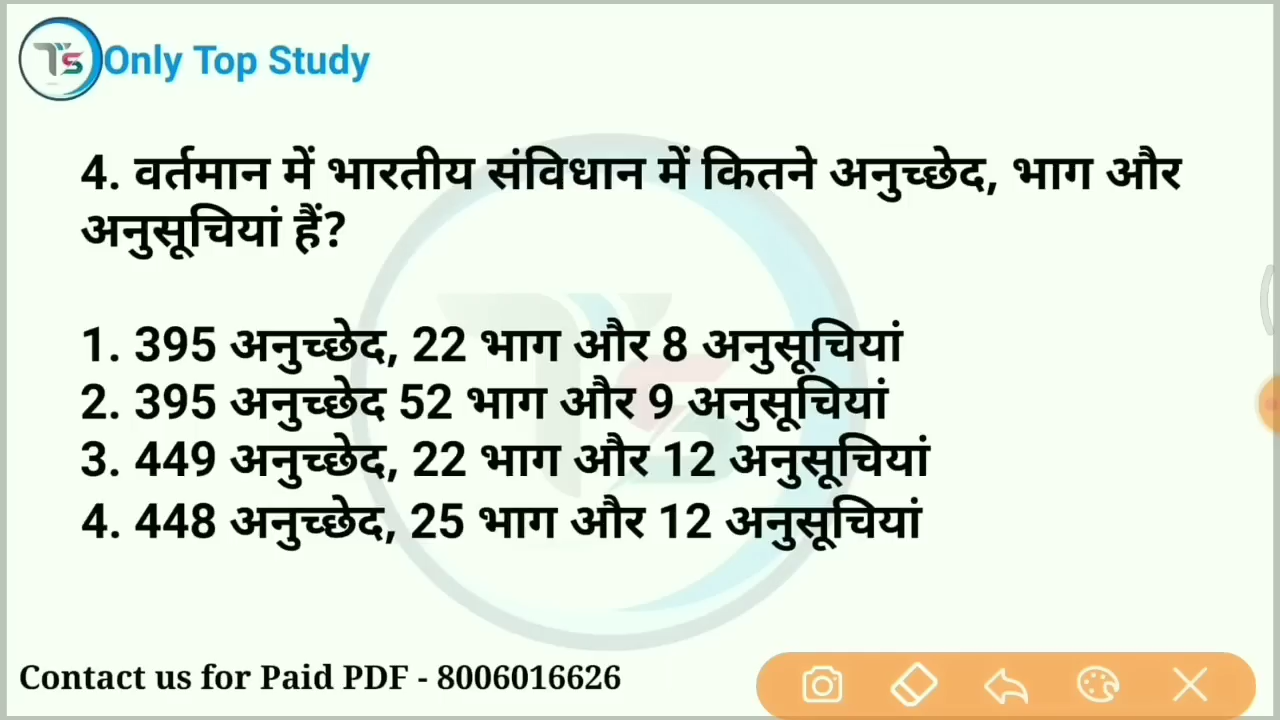 Only Top Study
4. वर्तमान में भारतीय संविधान में कितने अनुच्छेद, भाग और
अनुसूचियां हैं?
1. 395 अनुच्छेद, 22 भाग और 8 अनुसूचियां
2. 395 अनुच्छेद 52 भाग और 9 अनुसूचियां
3. 449 अनुच्छेद, 22 भाग और 12 अनुसूचियां
4. 448 अनुच्छेद, 25 भाग और 12 अनुसूचियां
Contact us for Paid PDF - 8006016626